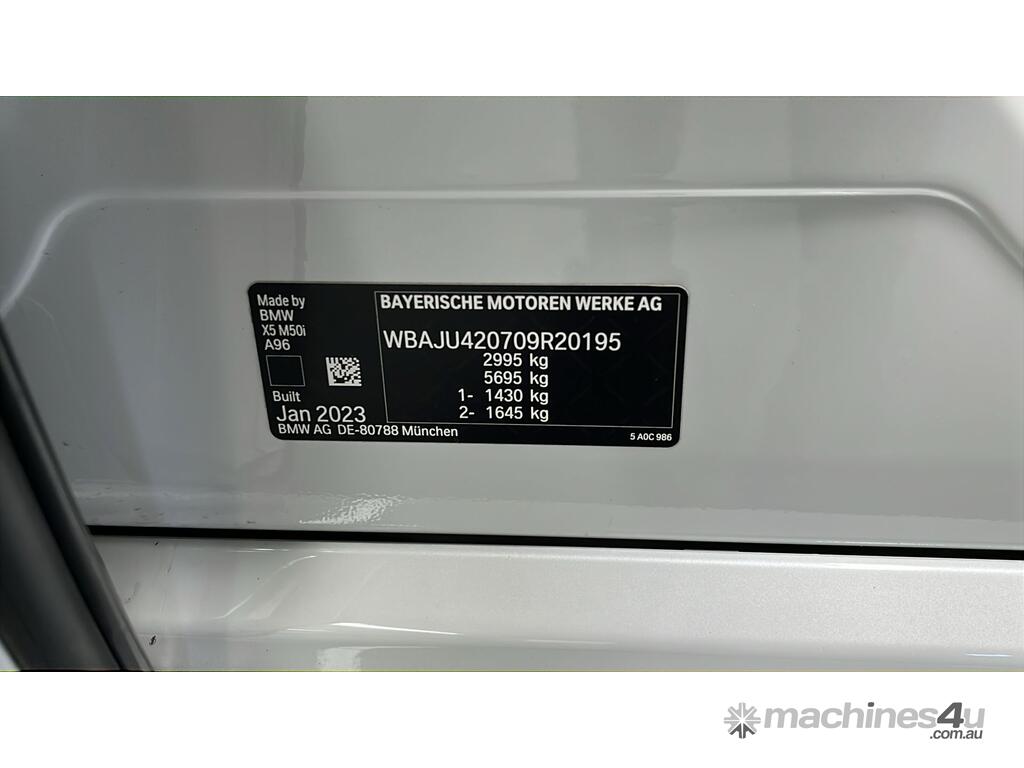 Made by
BMW
X5 M50i
A96
Built
Jan 2023
BMW AG DE-80788 München
BAYERISCHE MOTOREN WERKE AG
WBAJU420709R20195
2995 kg
5695 kg
1- 1430 kg
2- 1645 kg
5 A0C 986
machines4u
.com.au